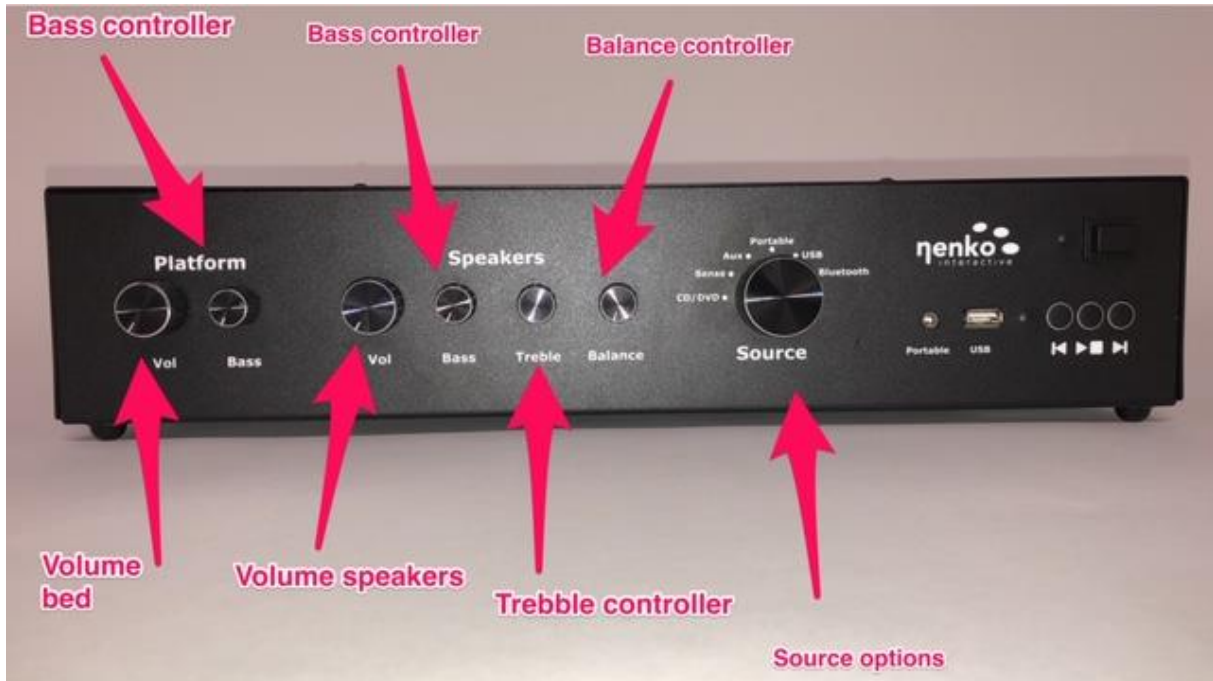 Bass controller
Bass controller
Balance controller
Platform
Vol
Bass
Speakers
Vol
Bass
Treble
Balance
Portable
Aux
USB
Sense
Bluetooth
CD/DVD
Source
nenko
interactive
Portable
USB
Volume
bed
Volume speakers
Trebble controller
Source options